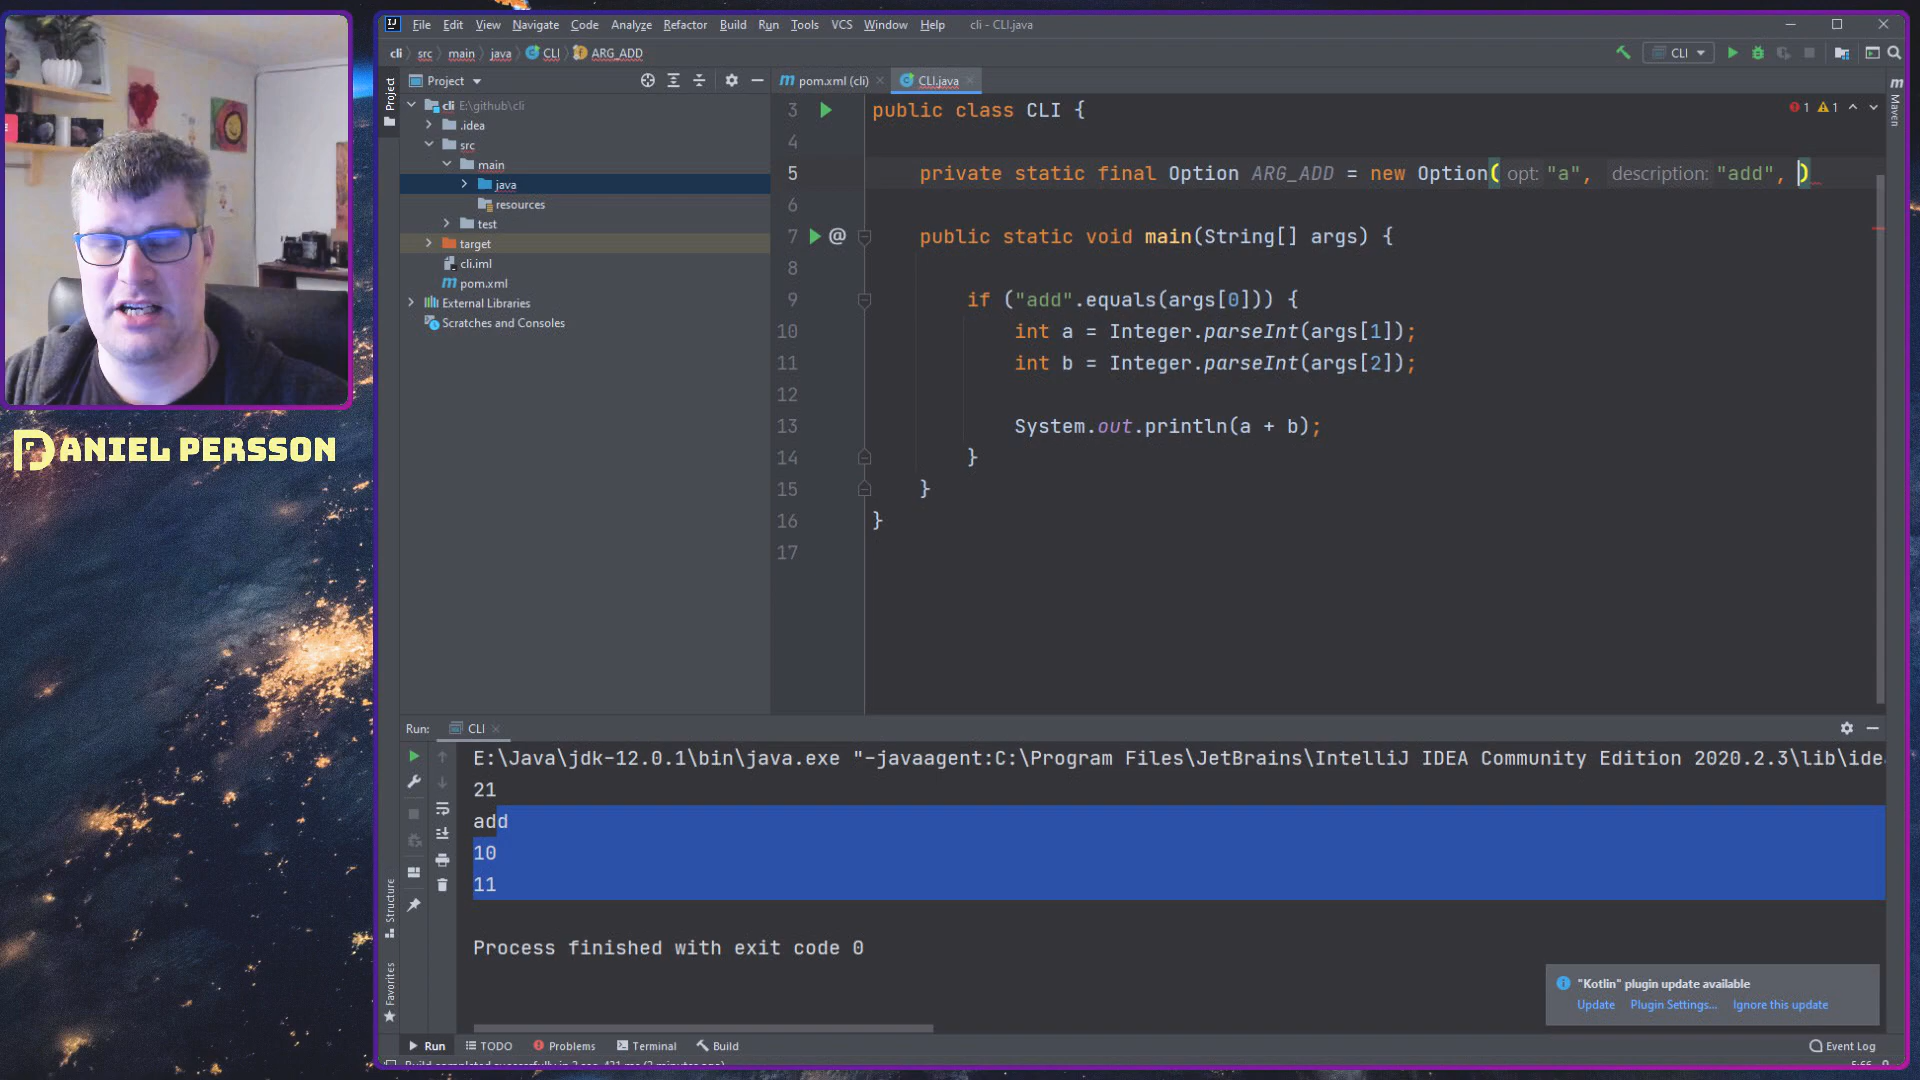 File Edit View Navigate Code Analyze Refactor Build Run Tools VCS Window Help cli - CLI.java
cli src main java CLI ARG_ADD
CLI
Project
pom.xml (cli)
CLI.java
Project
cli E:\github\cli
.idea
src
main
java
resources
test
target
cli.iml
pom.xml
External Libraries
Scratches and Consoles
3 public class CLI {
1 1
4
5 private static final Option ARG_ADD = new Option( opt: "a", description: "add", )
6
7 public static void main(String[] args) {
@
8
9 if ("add".equals(args[0])) {
10 int a = Integer.parseInt(args[1]);
11 int b = Integer.parseInt(args[2]);
12
13 System.out.println(a + b);
14 }
15 }
16 }
17
Maven
DANIEL PERSSON
Run: CLI
E:\Java\jdk-12.0.1\bin\java.exe "-javaagent:C:\Program Files\JetBrains\IntelliJ IDEA Community Edition 2020.2.3\lib\idea
21
add
10
11
Process finished with exit code 0
Structure
Favorites
"Kotlin" plugin update available
Update Plugin Settings... Ignore this update
Run TODO Problems Terminal Build Event Log